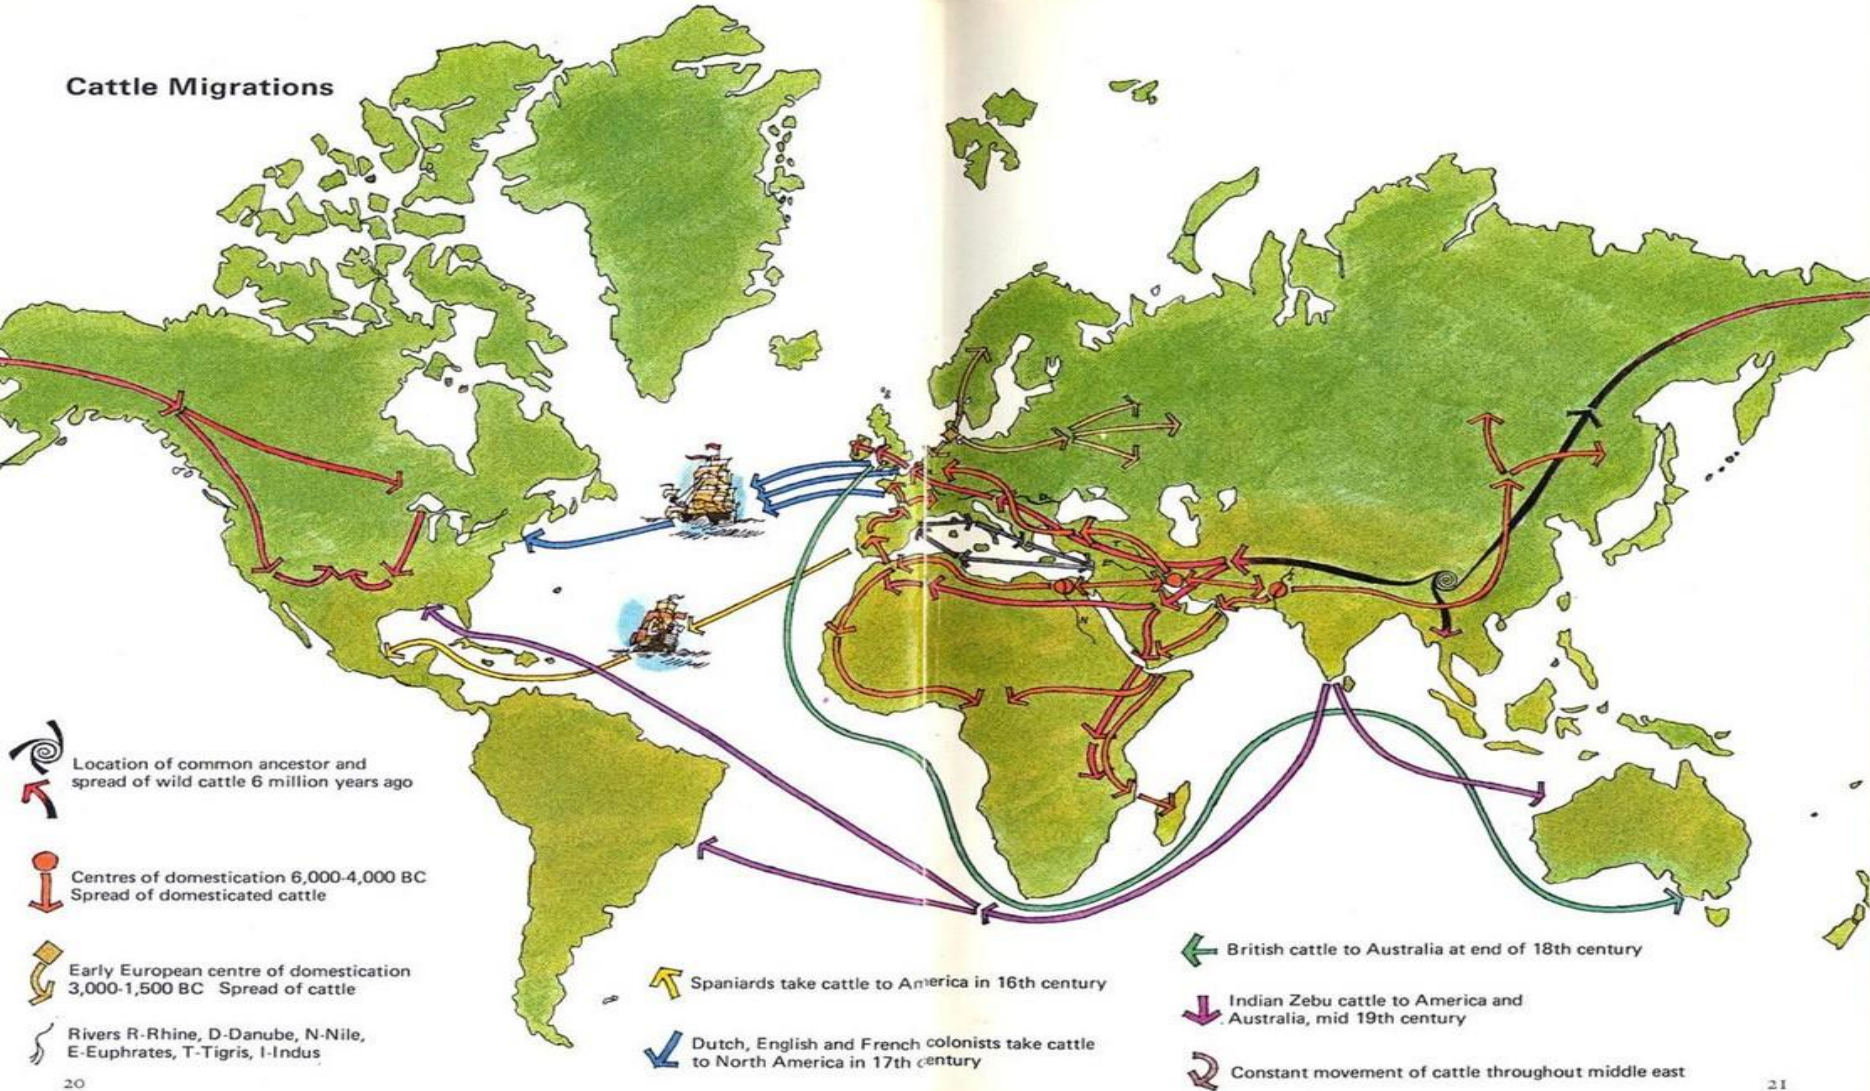 Cattle Migrations
D
T
E
I
N
Location of common ancestor and
spread of wild cattle 6 million years ago
Centres of domestication 6,000-4,000 BC
Spread of domesticated cattle
Early European centre of domestication
3,000-1,500 BC Spread of cattle
Rivers R-Rhine, D-Danube, N-Nile,
E-Euphrates, T-Tigris, I-Indus
Spaniards take cattle to America in 16th century
Dutch, English and French colonists take cattle
to North America in 17th century
British cattle to Australia at end of 18th century
Indian Zebu cattle to America and
Australia, mid 19th century
Constant movement of cattle throughout middle east
20
21